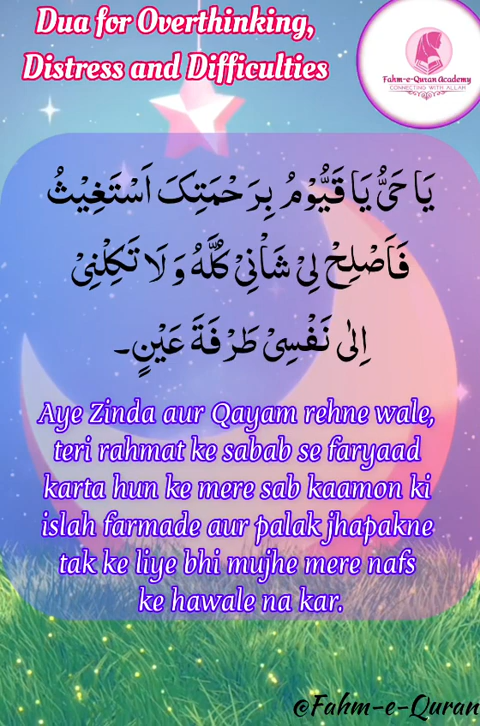 Dua for Overthinking,
Distress and Difficulties
Fahm-e-Quran Academy
CONNECTING WITH ALLAH
يَا حَيُّ يَا قَيُّوْمُ بِرَحْمَتِكَ اَسْتَغِيْثُ
فَاَصْلِحْ لِيْ شَاْنِيْ كُلَّهٗ وَ لَا تَكِلْنِيْ
اِلٰى نَفْسِيْ طَرْفَةَ عَيْنٍ۔
Aye Zinda aur Qayam rehne wale,
teri rahmat ke sabab se faryaad
karta hun ke mere sab kaamon ki
islah farmade aur palak jhapakne
tak ke liye bhi mujhe mere nafs
ke hawale na kar.
©Fahm-e-Quran